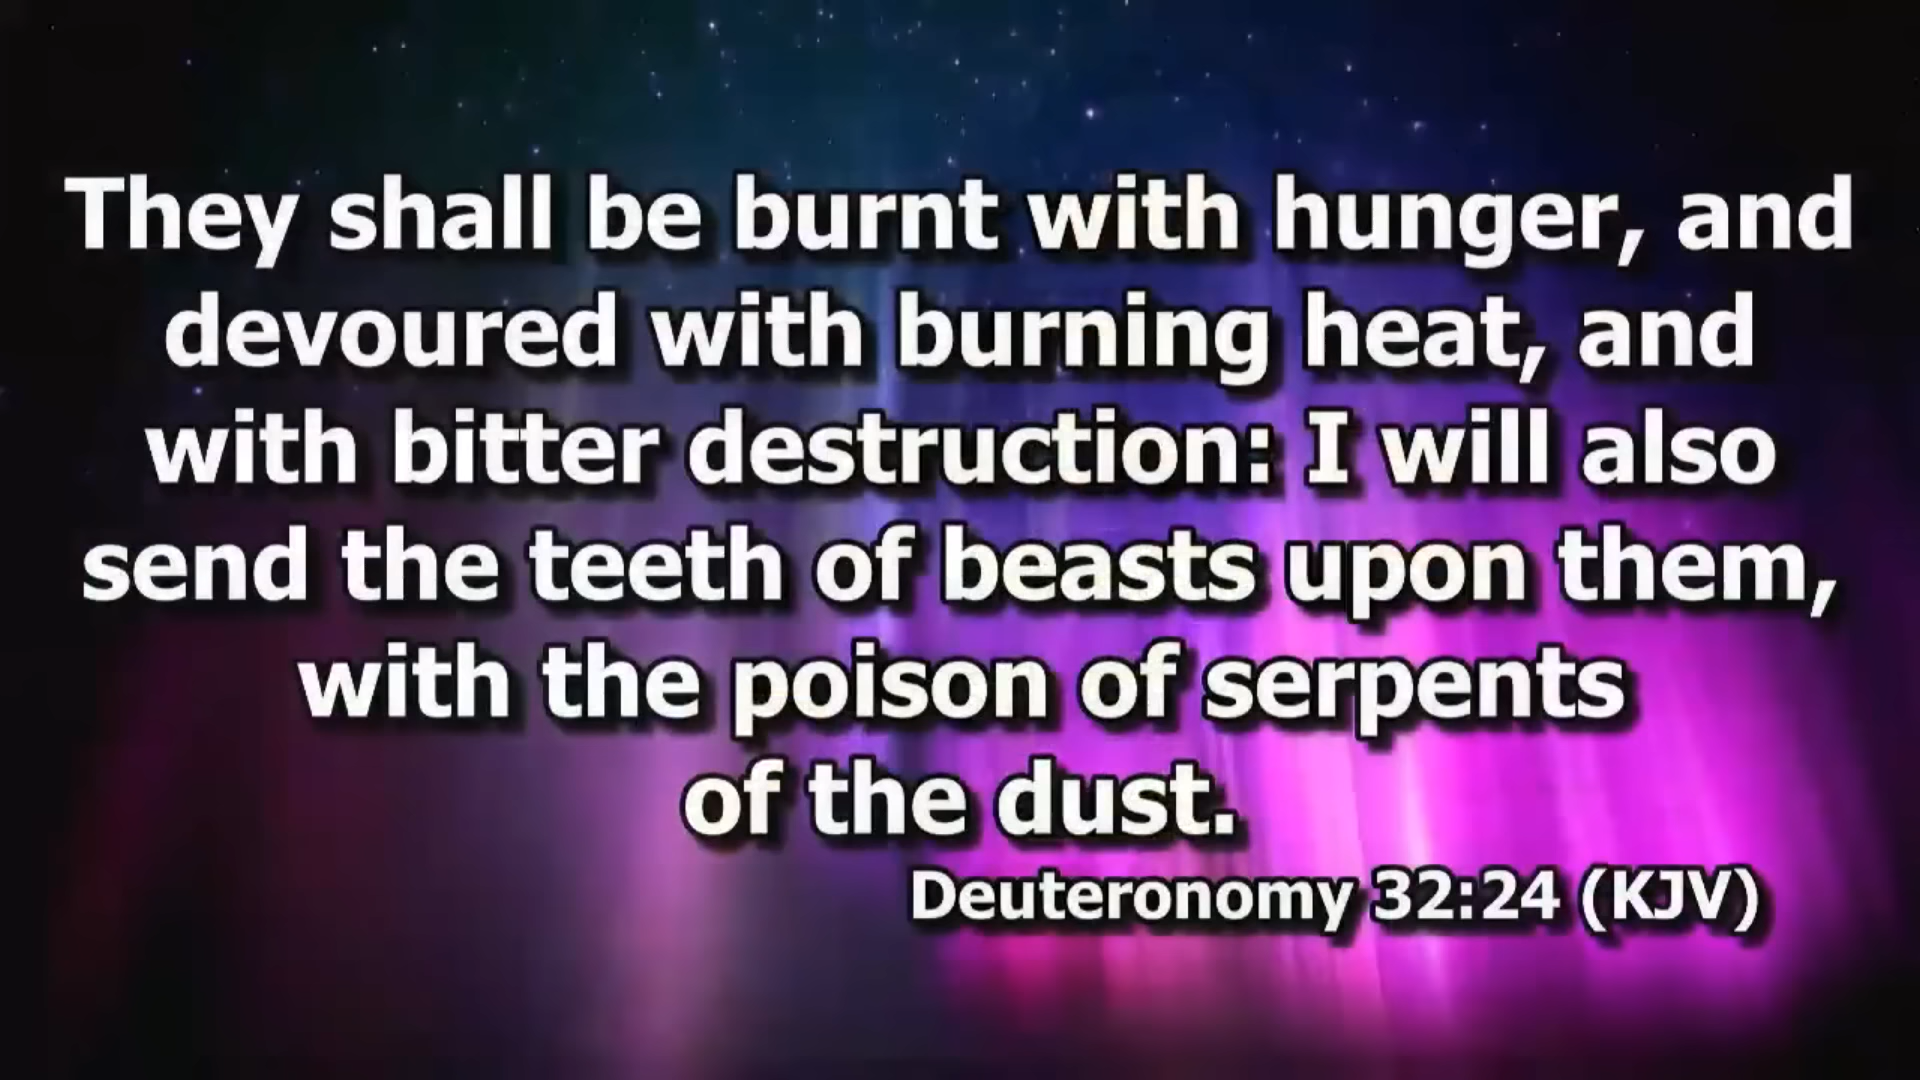 They shall be burnt with hunger, and
devoured with burning heat, and
with bitter destruction: I will also
send the teeth of beasts upon them,
with the poison of serpents
of the dust.
Deuteronomy 32:24 (KJV)